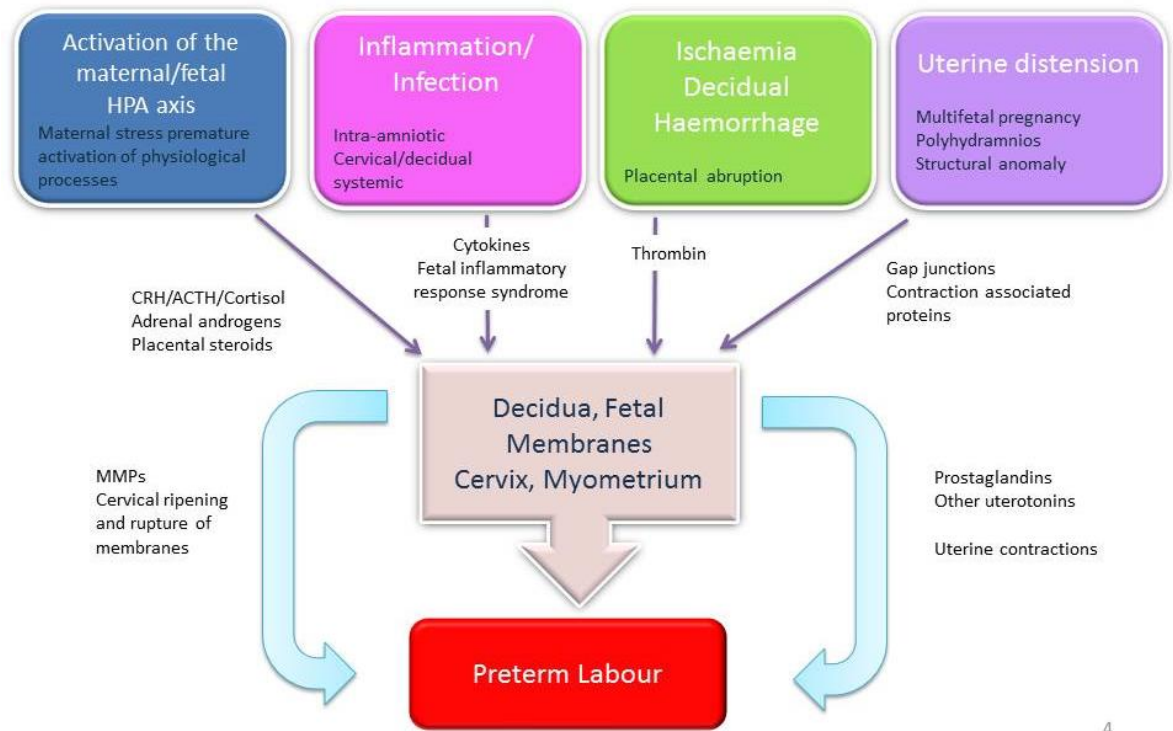 Activation of the
maternal/fetal
HPA axis
Maternal stress premature
activation of physiological
processes
Inflammation/
Infection
Intra-amniotic
Cervical/decidual
systemic
Ischaemia
Decidual
Haemorrhage
Placental abruption
Uterine distension
Multifetal pregnancy
Polyhydramnios
Structural anomaly
CRH/ACTH/Cortisol
Adrenal androgens
Placental steroids
Cytokines
Fetal inflammatory
response syndrome
Thrombin
Gap junctions
Contraction associated
proteins
Decidua, Fetal
Membranes
Cervix, Myometrium
MMPs
Cervical ripening
and rupture of
membranes
Prostaglandins
Other uterotonins
Uterine contractions
Preterm Labour
4